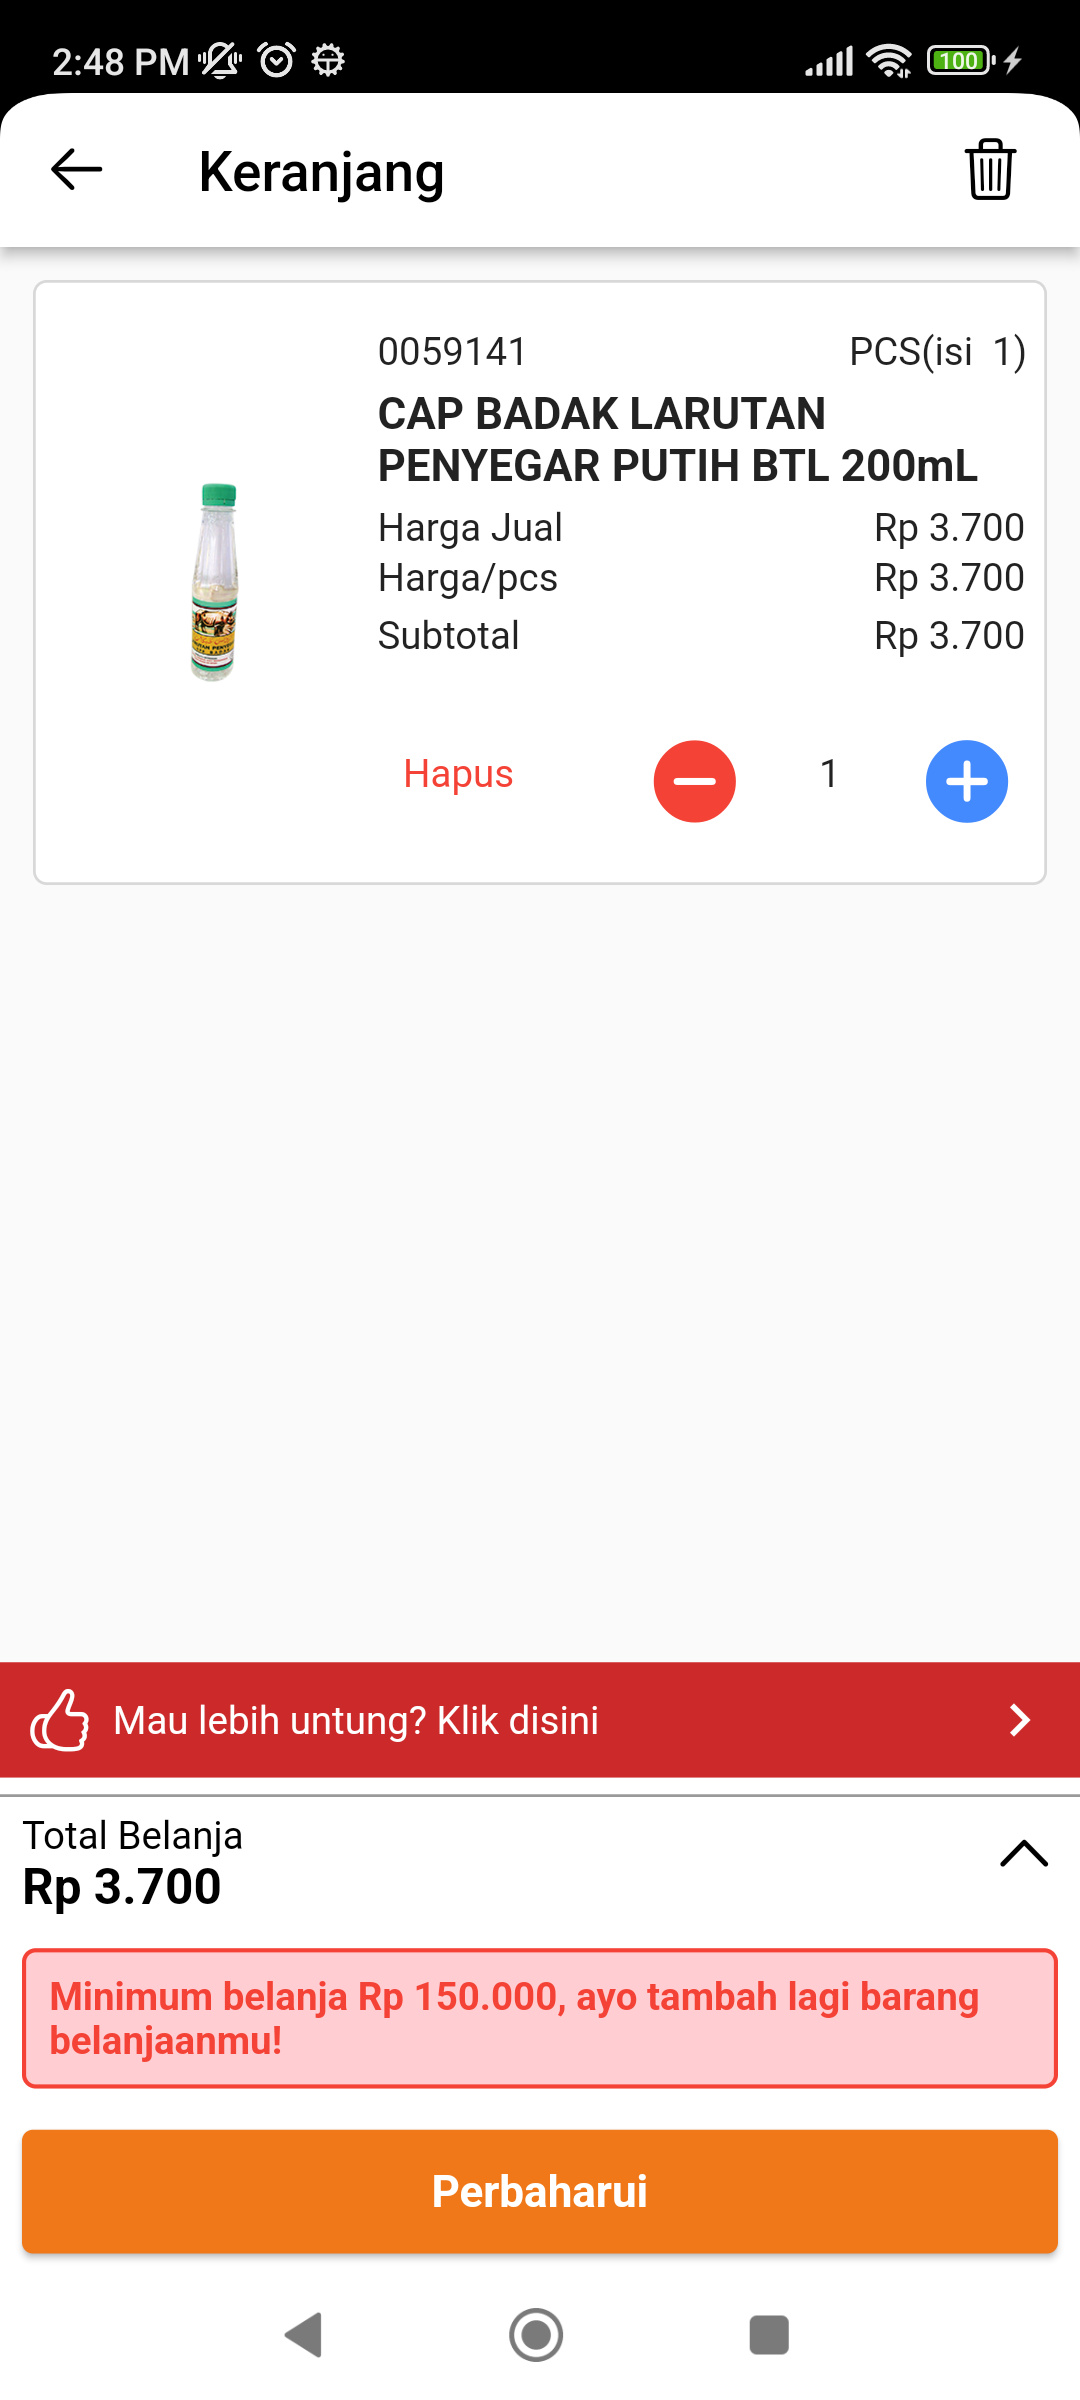 2:48 PM
100
Keranjang
0059141 PCS(isi 1)
CAP BADAK LARUTAN
PENYEGAR PUTIH BTL 200mL
Harga Jual Rp 3.700
Harga/pcs Rp 3.700
Subtotal Rp 3.700
Hapus 1
Mau lebih untung? Klik disini
Total Belanja
Rp 3.700
Minimum belanja Rp 150.000, ayo tambah lagi barang
belanjaanmu!
Perbaharui